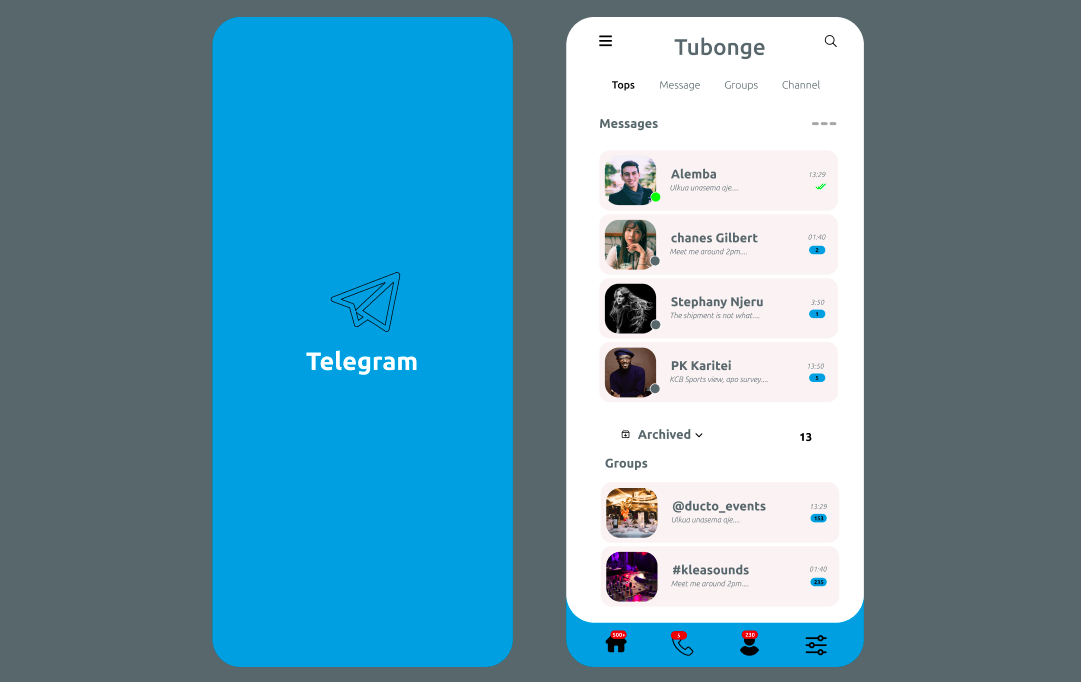 Telegram
Tubonge
Tops Message Groups Channel
Messages
Alemba 13:29
Ulikua unasema aje....
chanes Gilbert 01:40
Meet me around 2pm.... 2
Stephany Njeru 3:50
The shipment is not what.... 1
PK Karitei 13:50
KCB Sports view, apo survey.... 5
Archived 13
Groups
@ducto_events 13:29
Ulikua unasema aje.... 153
#kleasounds 01:40
Meet me around 2pm.... 235
500+ 5 230